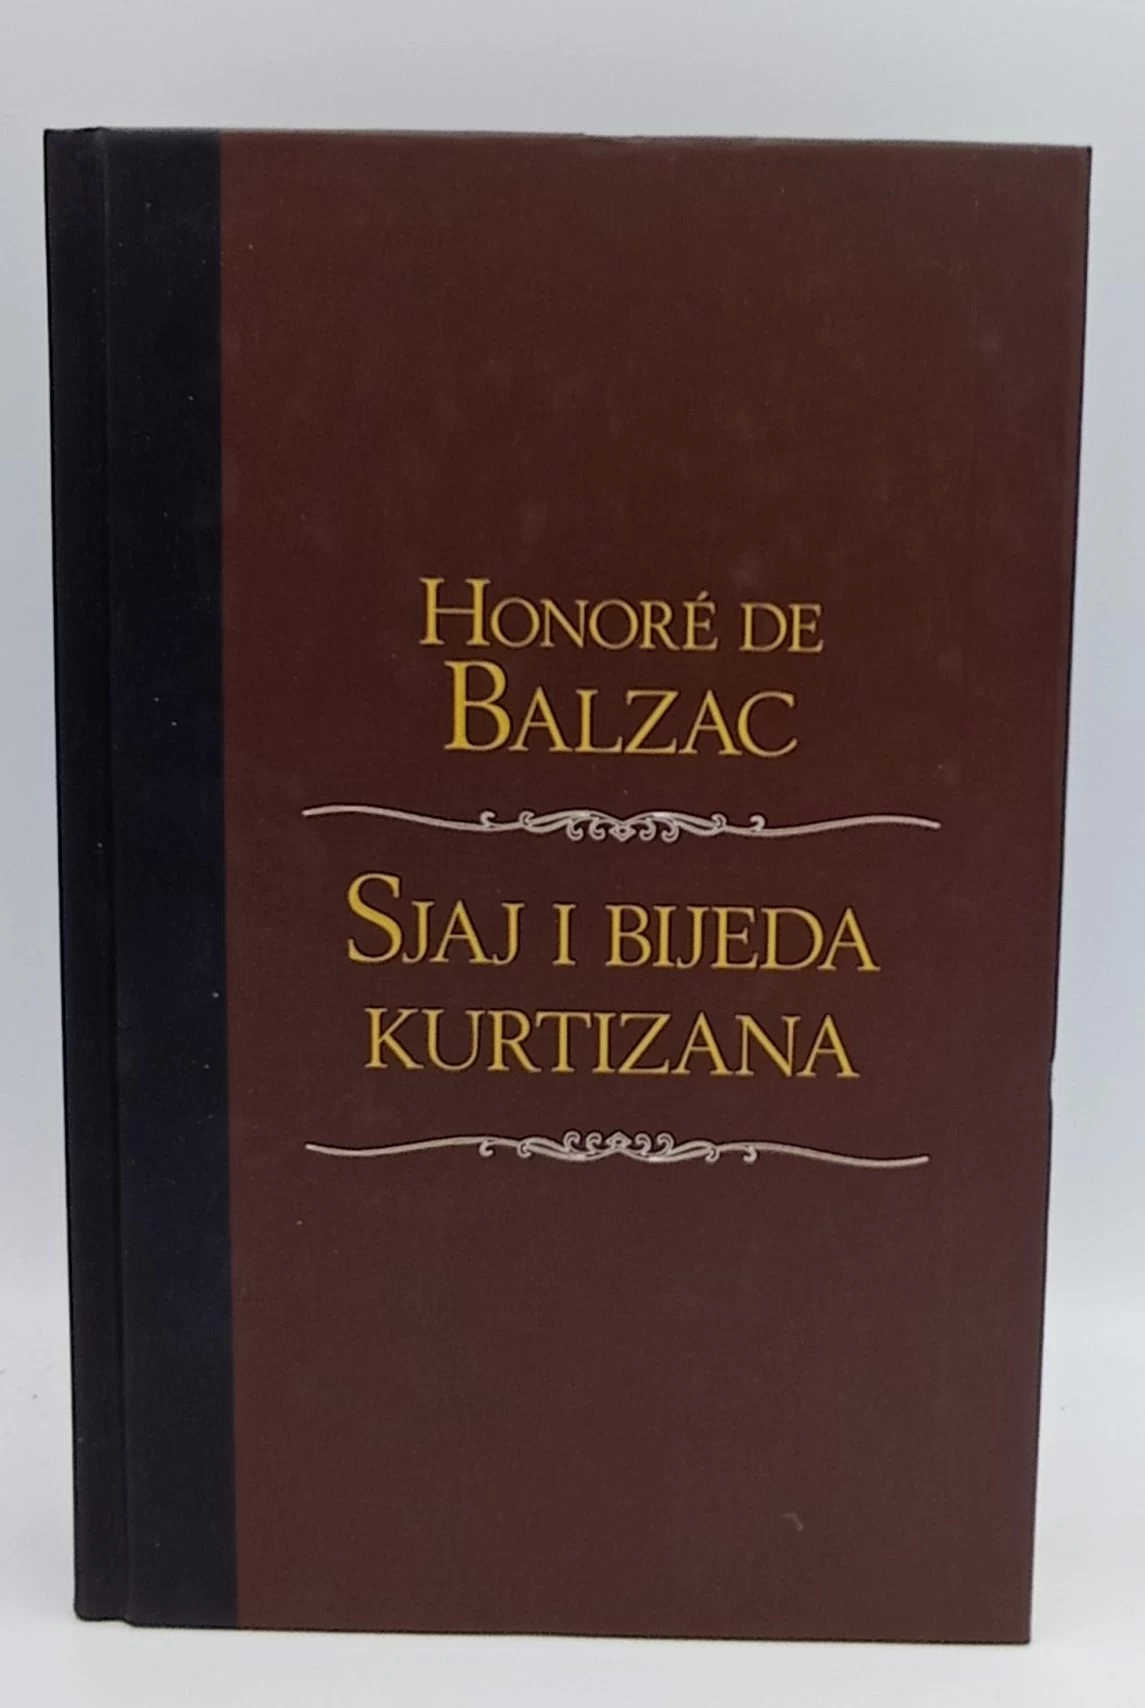 HONORÉ DE
BALZAC
SJAJ I BIJEDA
KURTIZANA